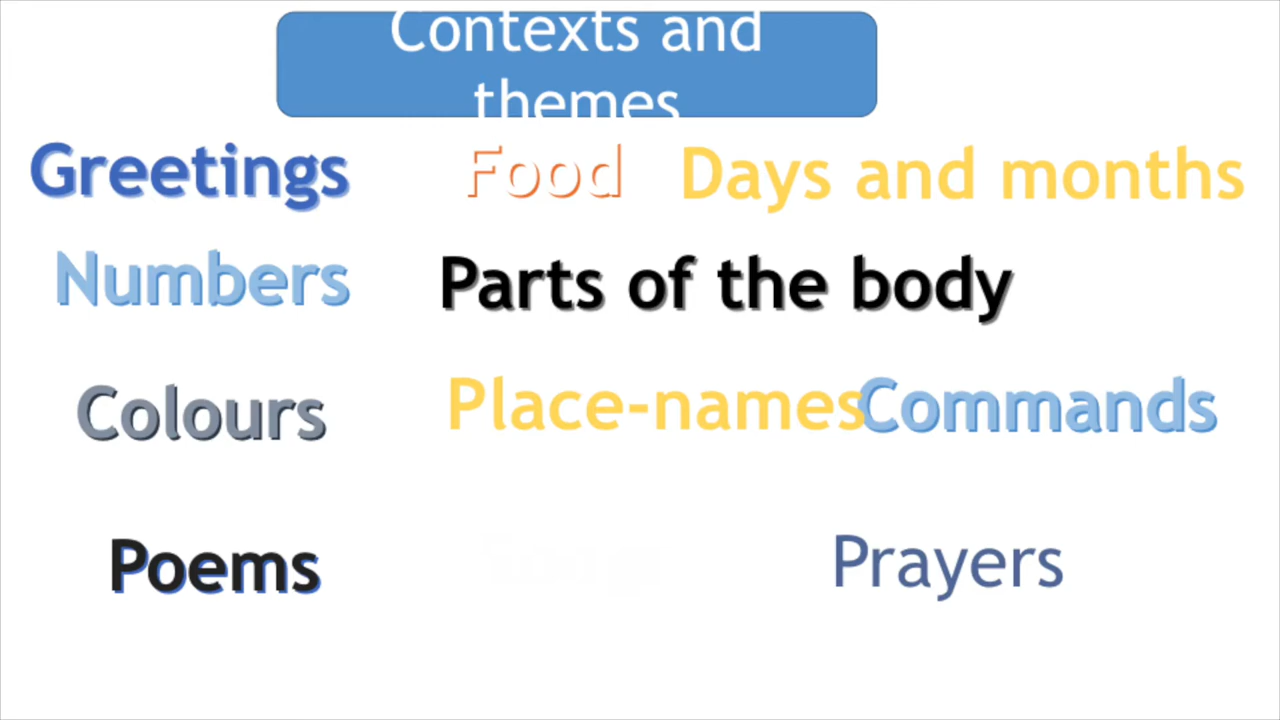 Contexts and
themes
Greetings Food Days and months
Numbers Parts of the body
Colours Place-names Commands
Poems Prayers